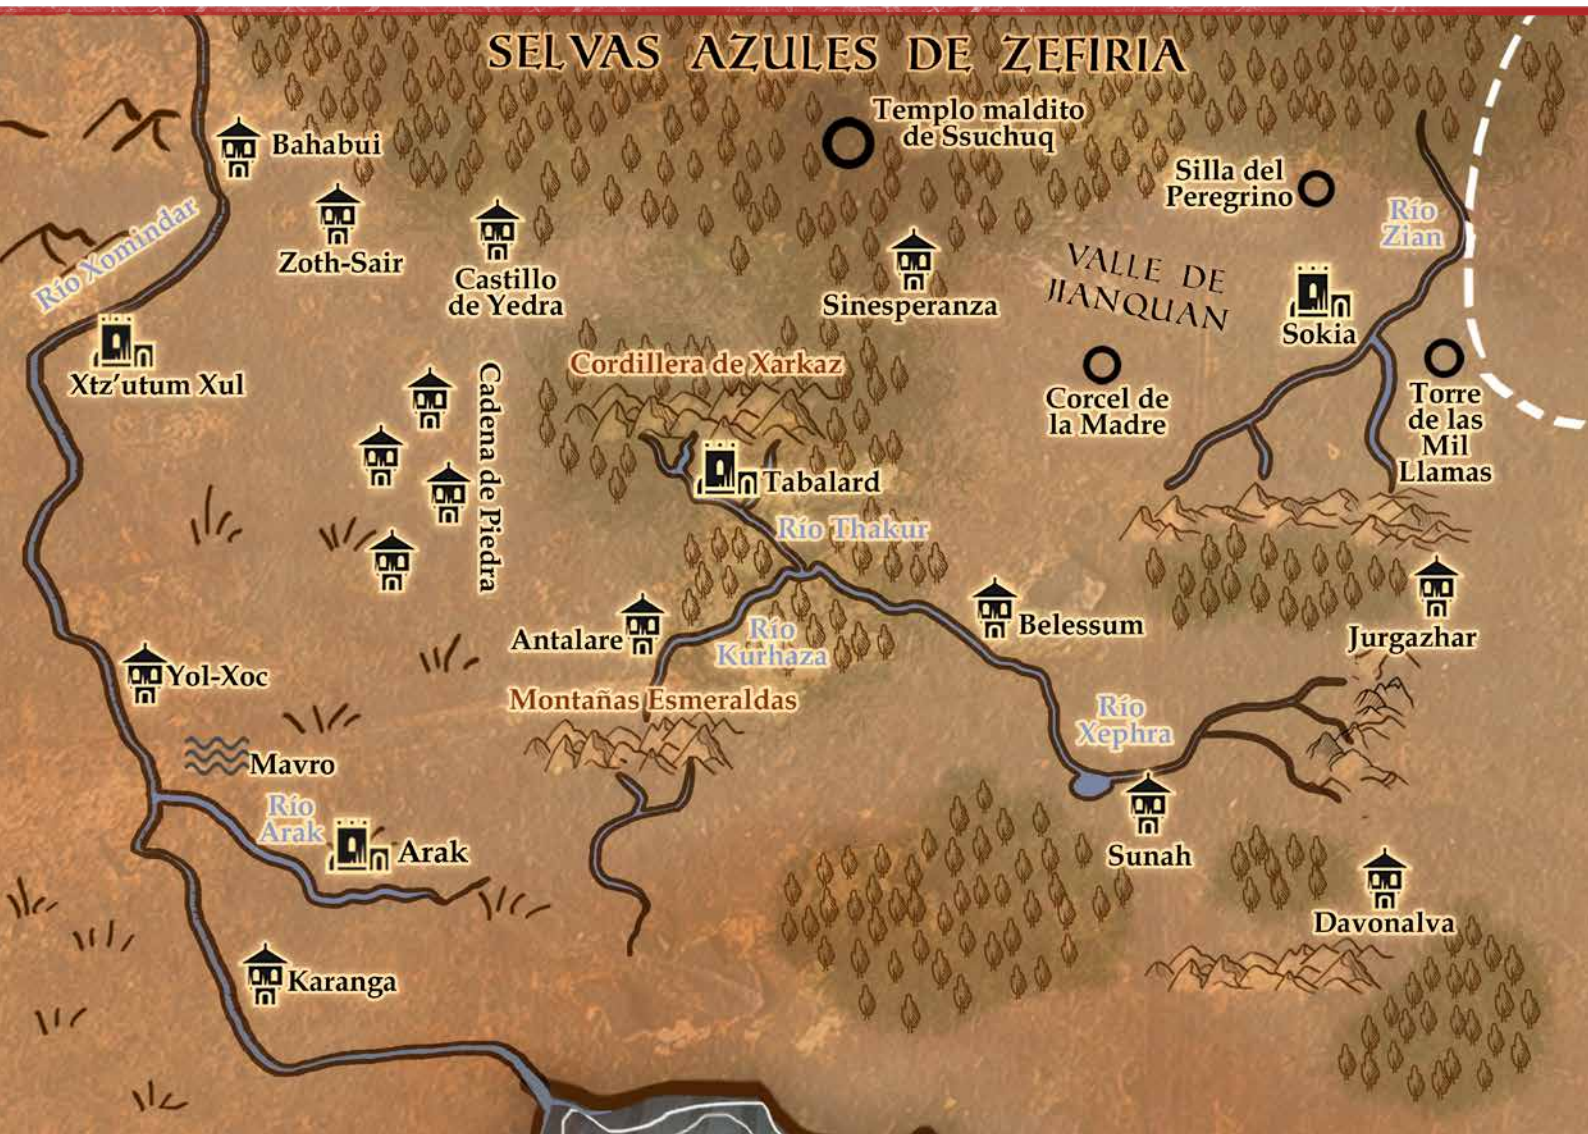 SELVAS AZULES DE ZEFIRIA
Templo maldito
de Ssuchuq
Bahabui
Silla del
Peregrino
Río
Zian
Río Xomindar
Zoth-Sair
Castillo
de Yedra
Sinesperanza
VALLE DE
JIANQUAN
Sokia
Xtz'utum Xul
Cordillera de Xarkaz
Corcel de
la Madre
Torre
de las
Mil
Llamas
Cadena de Piedra
Tabalard
Río Thakur
Antalare
Río
Kurhaza
Belessum
Jurgazhar
Yol-Xoc
Montañas Esmeraldas
Río
Xephra
Mavro
Río
Arak
Arak
Sunah
Davonalva
Karanga